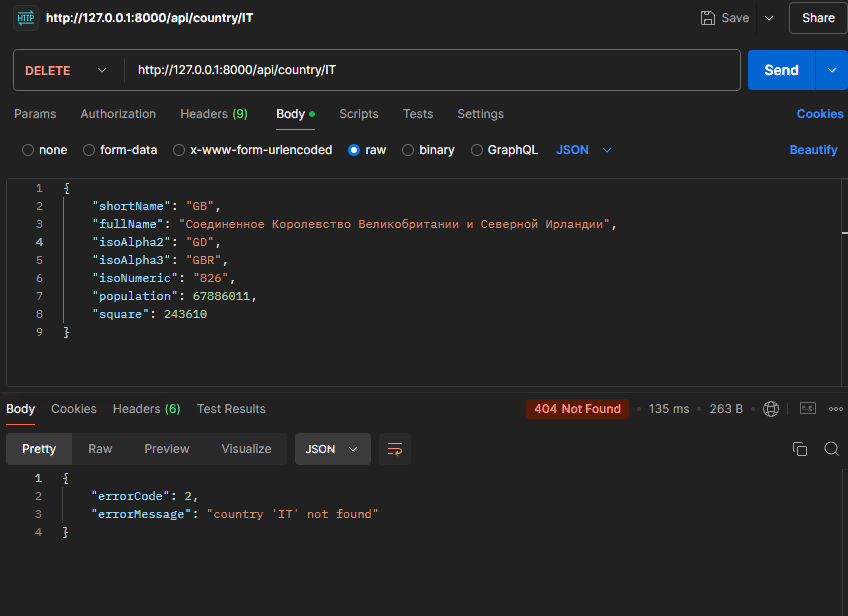 HTTP http://127.0.0.1:8000/api/country/IT Save Share
DELETE http://127.0.0.1:8000/api/country/IT Send
Params Authorization Headers (9) Body Scripts Tests Settings Cookies
none form-data x-www-form-urlencoded raw binary GraphQL JSON Beautify
1 {
2 "shortName": "GB",
3 "fullName": "Соединенное Королевство Великобритании и Северной Ирландии",
4 "isoAlpha2": "GD",
5 "isoAlpha3": "GBR",
6 "isoNumeric": "826",
7 "population": 67886011,
8 "square": 243610
9 }
Body Cookies Headers (6) Test Results 404 Not Found • 135 ms • 263 B •
Pretty Raw Preview Visualize JSON
1 {
2 "errorCode": 2,
3 "errorMessage": "country 'IT' not found"
4 }